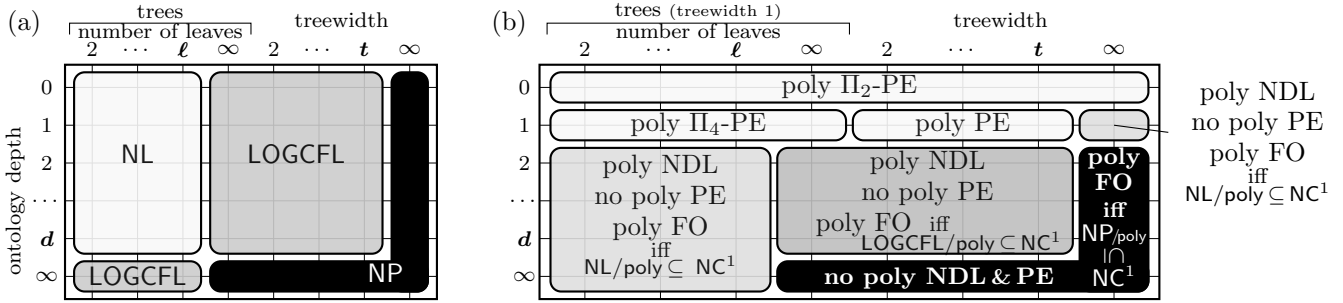 (a)
trees
number of leaves
treewidth
2 ··· ℓ ∞ 2 ··· t ∞
ontology depth
0
1
2
···
d
∞
NL
LOGCFL
LOGCFL
NP
(b)
trees (treewidth 1)
number of leaves
treewidth
2 ··· ℓ ∞ 2 ··· t ∞
0
1
2
···
d
∞
poly Π₂-PE
poly Π₄-PE
poly PE
poly NDL
no poly PE
poly FO
iff
NL/poly ⊆ NC¹
poly NDL
no poly PE
poly FO iff
LOGCFL/poly ⊆ NC¹
poly
FO
iff
NP/poly
⊆
NC¹
no poly NDL & PE
poly NDL
no poly PE
poly FO
iff
NL/poly ⊆ NC¹